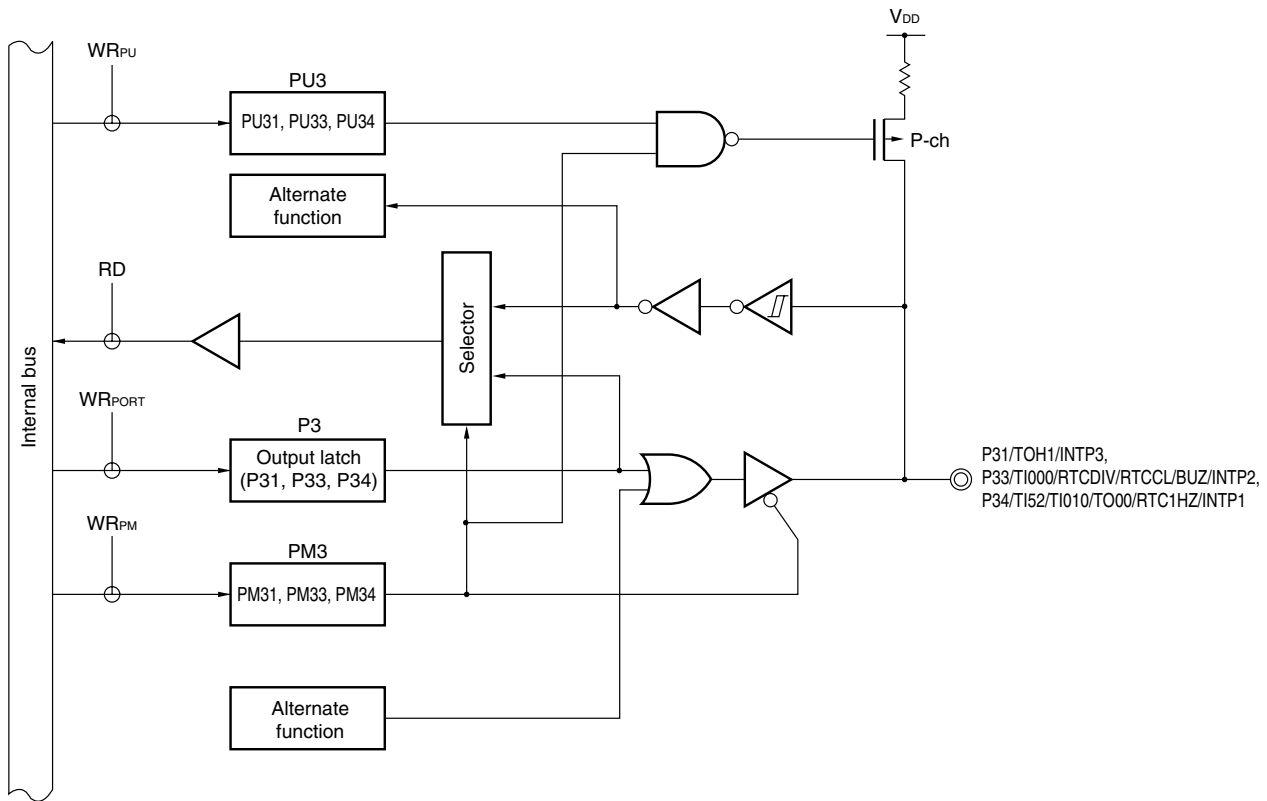 VDD
WRPU
PU3
PU31, PU33, PU34
P-ch
Alternate
function
RD
Selector
Internal bus
WRPORT
P3
Output latch
(P31, P33, P34)
P31/TOH1/INTP3,
P33/TI000/RTCDIV/RTCCL/BUZ/INTP2,
P34/TI52/TI010/TO00/RTC1HZ/INTP1
WRPM
PM3
PM31, PM33, PM34
Alternate
function